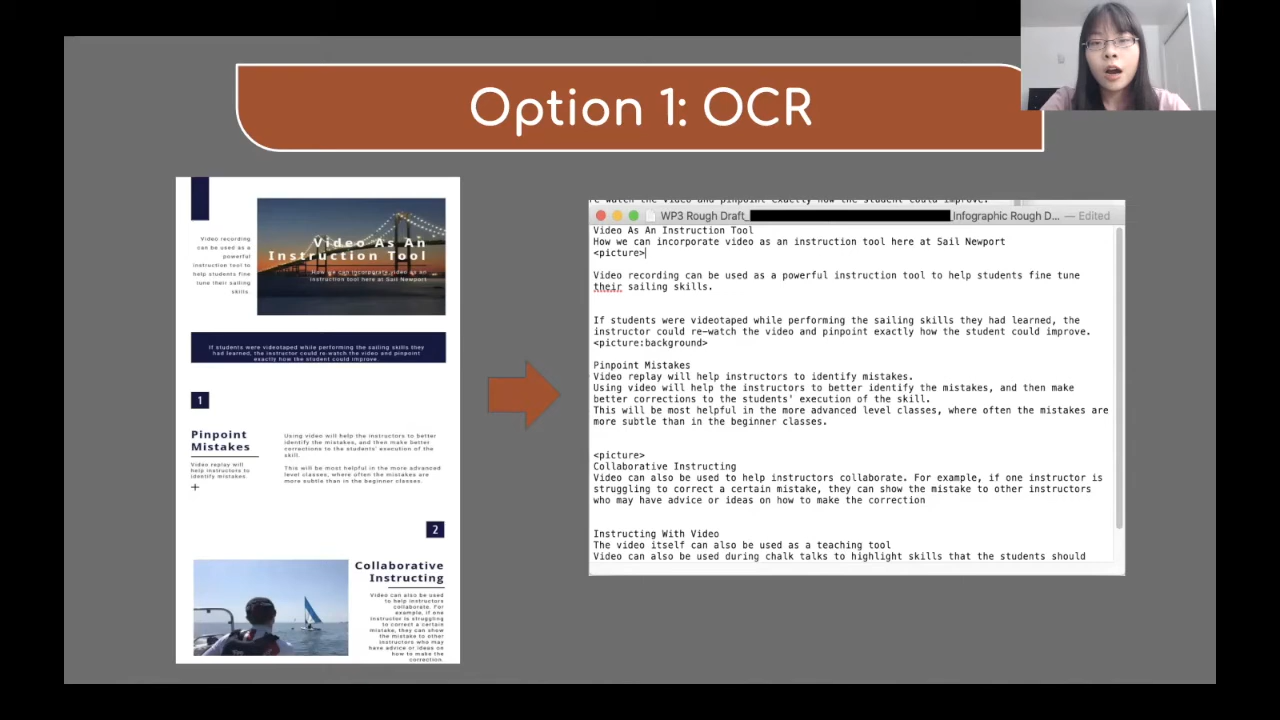 Option 1: OCR
Video recording
can be used as a
powerful
instruction tool to
help students fine
tune their sailing
skills.
Video As An
Instruction Tool
How we can incorporate video as an
instruction tool here at Sail Newport
If students were videotaped while performing the sailing skills they
had learned, the instructor could re-watch the video and pinpoint
exactly how the student could improve.
1
Pinpoint
Mistakes
Video replay will
help instructors to
identify mistakes.
+
Using video will help the instructors to better
identify the mistakes, and then make better
corrections to the students' execution of the
skill.
This will be most helpful in the more advanced
level classes, where often the mistakes are
more subtle than in the beginner classes.
2
Collaborative
Instructing
Video can also be used
to help instructors
collaborate. For
example, if one
instructor is struggling
to correct a certain
mistake, they can show
the mistake to other
instructors who may
have advice or ideas on
how to make the
correction.
re-watch the video and pinpoint exactly how the student could improve.
WP3 Rough Draft_
_Infographic Rough D... — Edited
Video As An Instruction Tool
How we can incorporate video as an instruction tool here at Sail Newport
<picture>
Video recording can be used as a powerful instruction tool to help students fine tune
their sailing skills.
If students were videotaped while performing the sailing skills they had learned, the
instructor could re-watch the video and pinpoint exactly how the student could improve.
<picture:background>
Pinpoint Mistakes
Video replay will help instructors to identify mistakes.
Using video will help the instructors to better identify the mistakes, and then make
better corrections to the students' execution of the skill.
This will be most helpful in the more advanced level classes, where often the mistakes are
more subtle than in the beginner classes.
<picture>
Collaborative Instructing
Video can also be used to help instructors collaborate. For example, if one instructor is
struggling to correct a certain mistake, they can show the mistake to other instructors
who may have advice or ideas on how to make the correction
Instructing With Video
The video itself can also be used as a teaching tool
Video can also be used during chalk talks to highlight skills that the students should